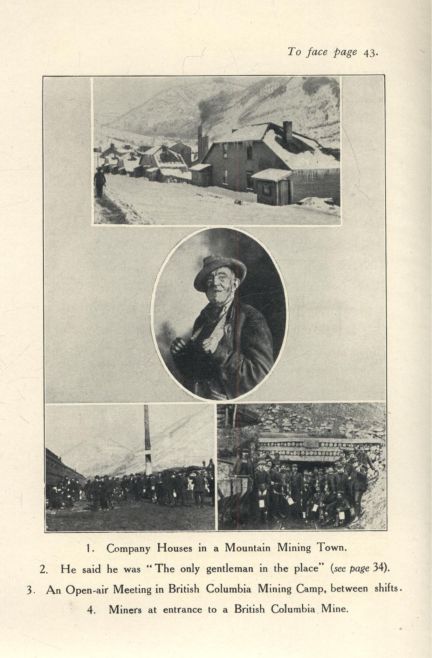 To face page 43.
1. Company Houses in a Mountain Mining Town.
2. He said he was "The only gentleman in the place" (see page 34).
3. An Open-air Meeting in British Columbia Mining Camp, between shifts.
4. Miners at entrance to a British Columbia Mine.